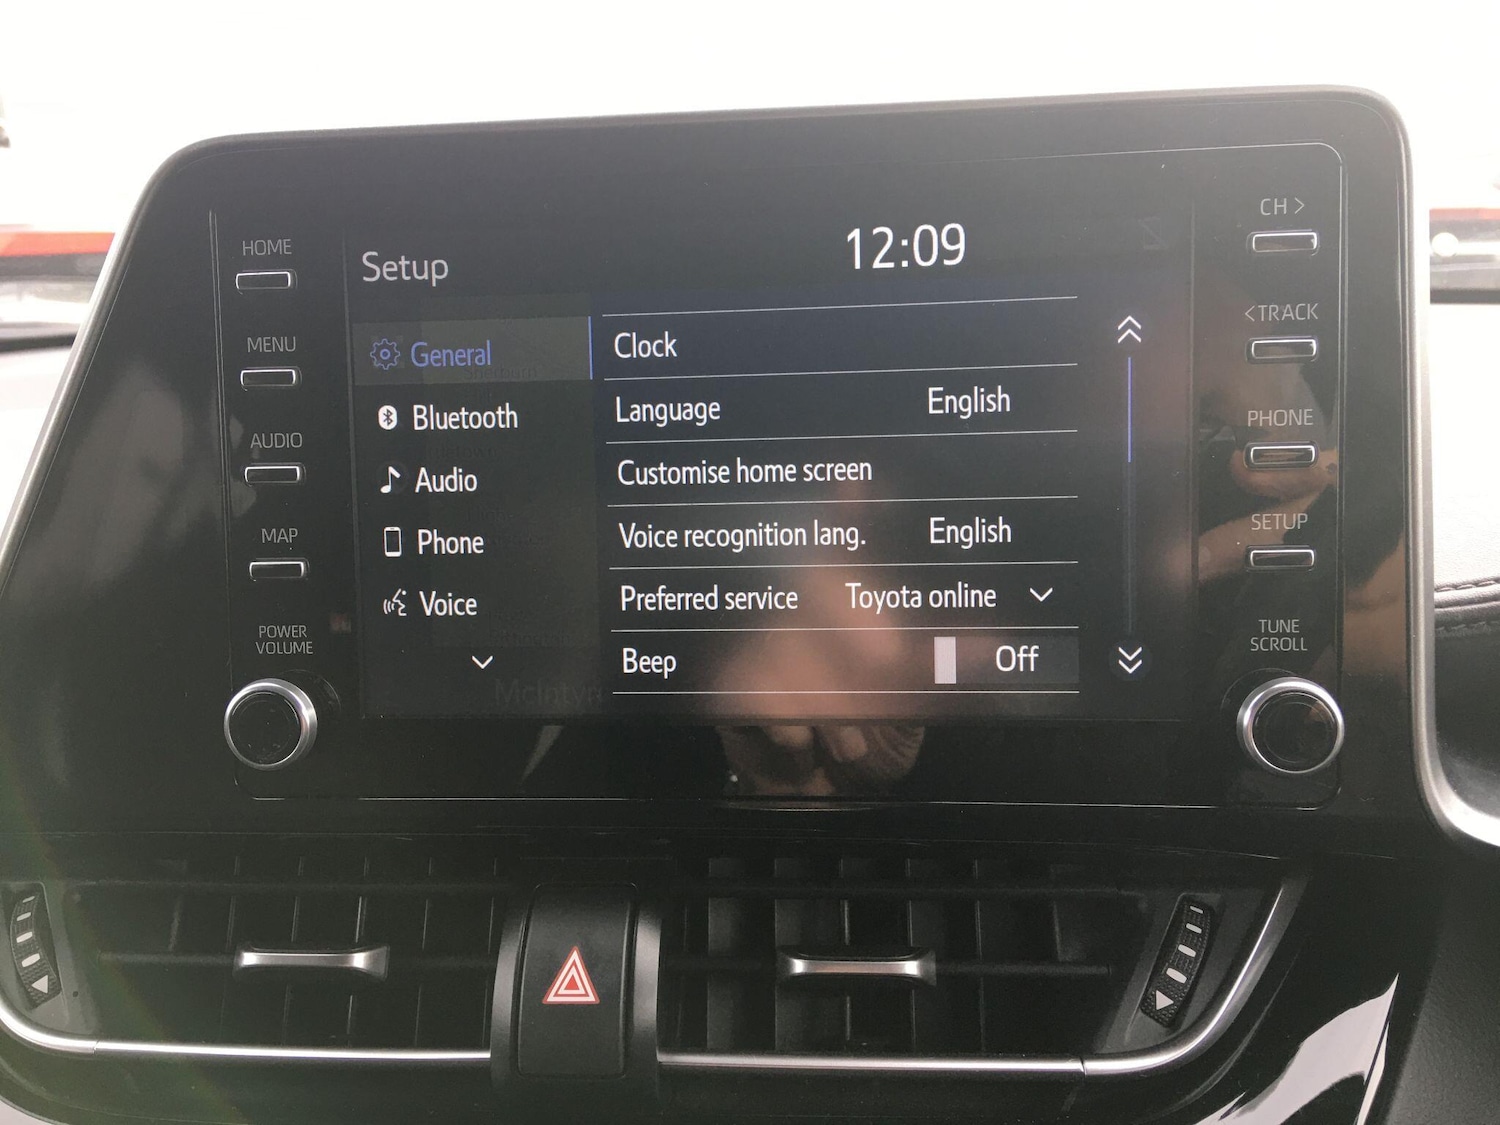 HOME
MENU
AUDIO
MAP
POWER
VOLUME
Setup
12:09
General
Bluetooth
Audio
Phone
Voice
Clock
Language English
Customise home screen
Voice recognition lang. English
Preferred service Toyota online
Beep Off
CH >
<TRACK
PHONE
SETUP
TUNE
SCROLL